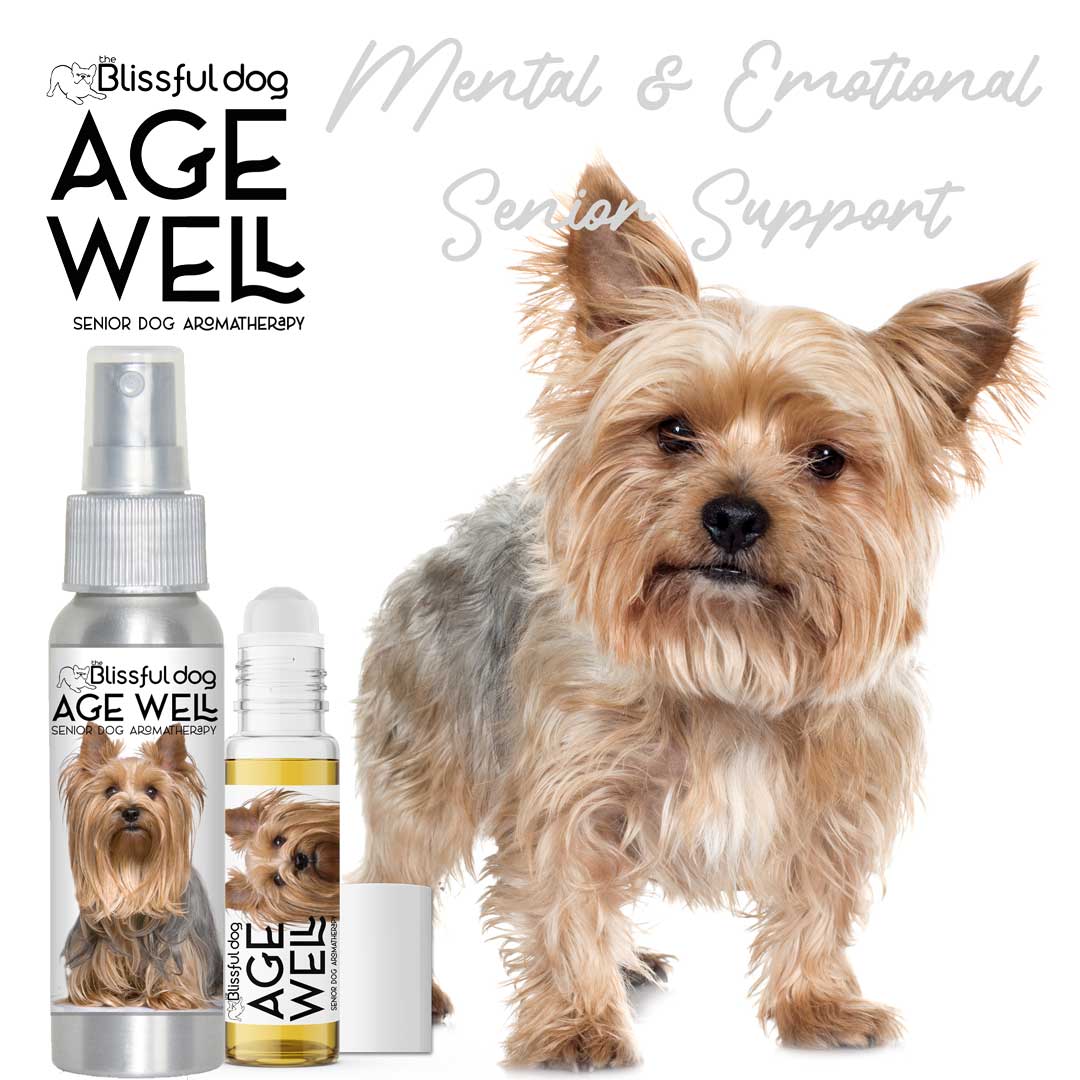 the
Blissful dog
AGE
WELL
SENIOR DOG AROMATHERAPY
Mental & Emotional
Senior Support
the
Blissful dog
AGE WELL
SENIOR DOG AROMATHERAPY
the
Blissful dog
AGE
WELL
SENIOR DOG AROMATHERAPY